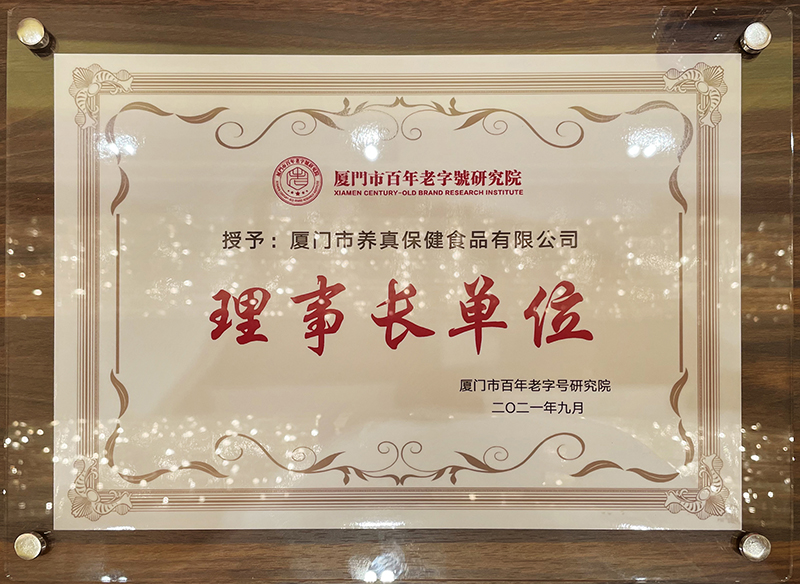 厦門市百年老字號研究院
XIAMEN CENTURY-OLD BRAND RESEARCH INSTITUTE
授予：厦门市养真保健食品有限公司
理事长单位
厦门市百年老字号研究院
二〇二一年九月